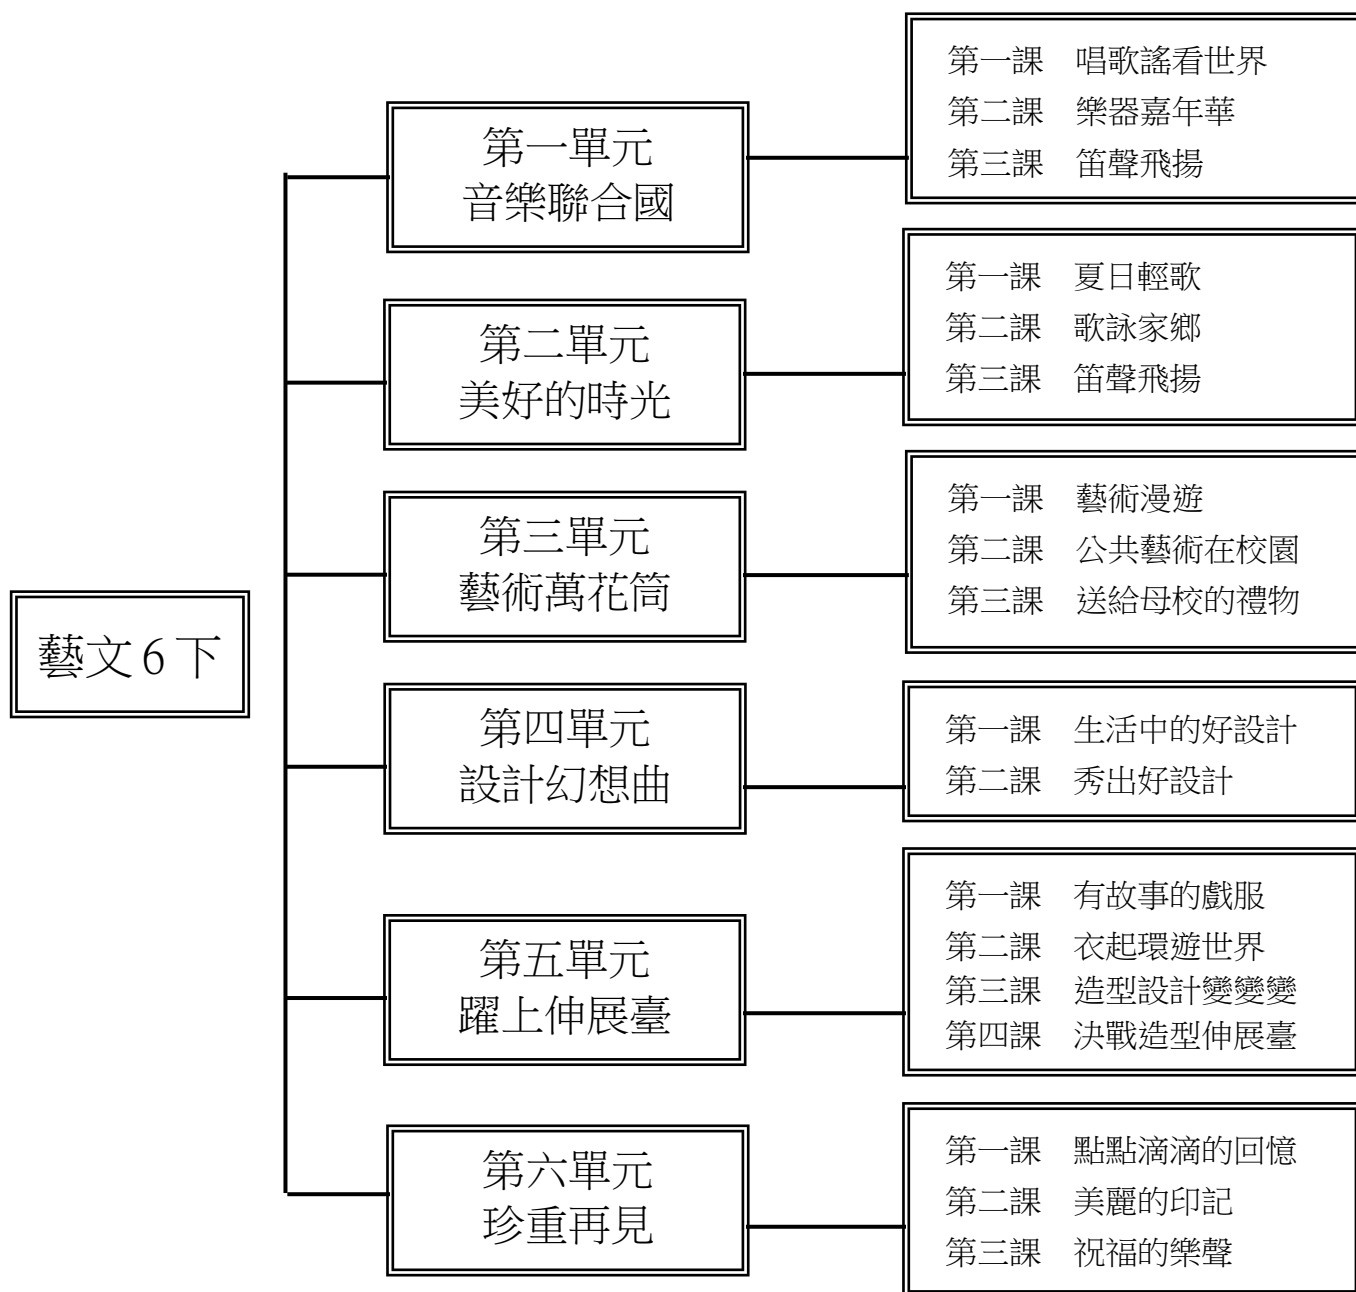 藝文６下
第一單元
音樂聯合國
第一課　唱歌謠看世界
第二課　樂器嘉年華
第三課　笛聲飛揚
第二單元
美好的時光
第一課　夏日輕歌
第二課　歌詠家鄉
第三課　笛聲飛揚
第三單元
藝術萬花筒
第一課　藝術漫遊
第二課　公共藝術在校園
第三課　送給母校的禮物
第四單元
設計幻想曲
第一課　生活中的好設計
第二課　秀出好設計
第五單元
躍上伸展臺
第一課　有故事的戲服
第二課　衣起環遊世界
第三課　造型設計變變變
第四課　決戰造型伸展臺
第六單元
珍重再見
第一課　點點滴滴的回憶
第二課　美麗的印記
第三課　祝福的樂聲